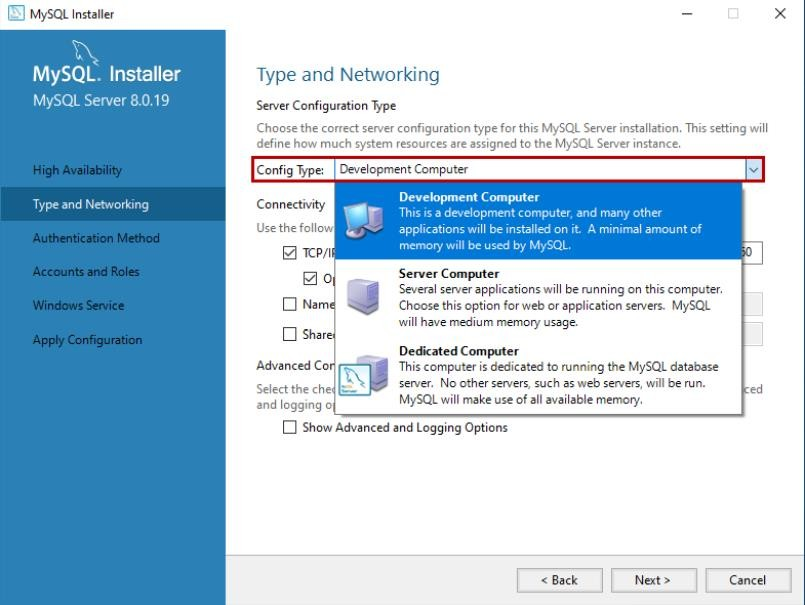 MySQL Installer
MySQL. Installer
MySQL Server 8.0.19
High Availability
Type and Networking
Authentication Method
Accounts and Roles
Windows Service
Apply Configuration
Type and Networking
Server Configuration Type
Choose the correct server configuration type for this MySQL Server installation. This setting will
define how much system resources are assigned to the MySQL Server instance.
Config Type: Development Computer
Development Computer
This is a development computer, and many other
applications will be installed on it. A minimal amount of
memory will be used by MySQL.
Server Computer
Several server applications will be running on this computer.
Choose this option for web or application servers. MySQL
will have medium memory usage.
Dedicated Computer
This computer is dedicated to running the MySQL database
server. No other servers, such as web servers, will be run.
MySQL will make use of all available memory.
Connectivity
Use the follow
TCP/IP
Op
Name
Share
Advanced Con
Select the che
and logging op
Show Advanced and Logging Options
< Back
Next >
Cancel